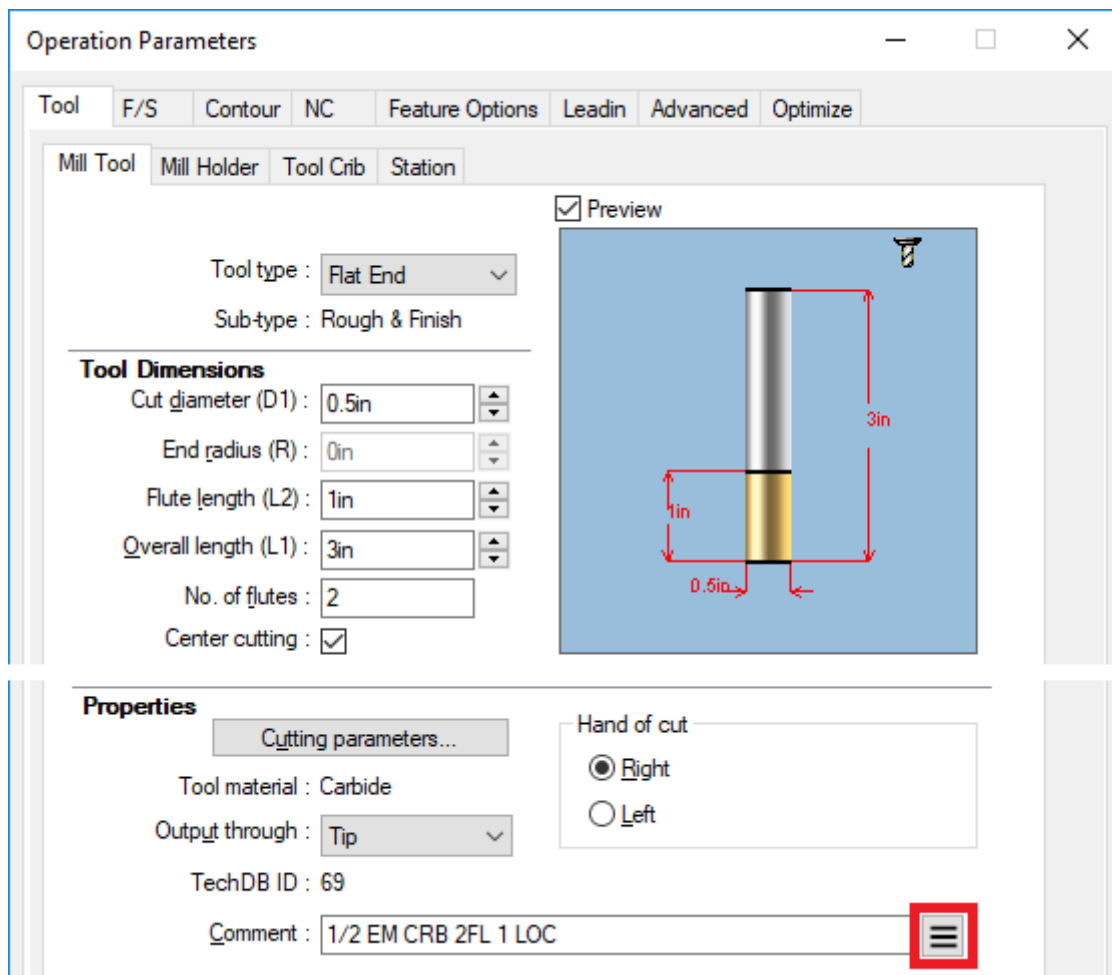 Operation Parameters
Tool F/S Contour NC Feature Options Leadin Advanced Optimize
Mill Tool Mill Holder Tool Crib Station
Preview
Tool type : Flat End
Sub-type : Rough & Finish
Tool Dimensions
Cut diameter (D1) : 0.5in
End radius (R) : 0in
Flute length (L2) : 1in
Overall length (L1) : 3in
No. of flutes : 2
Center cutting :
3in
1in
0.5in
Properties
Cutting parameters...
Hand of cut
Right
Left
Tool material : Carbide
Output through : Tip
TechDB ID : 69
Comment : 1/2 EM CRB 2FL 1 LOC